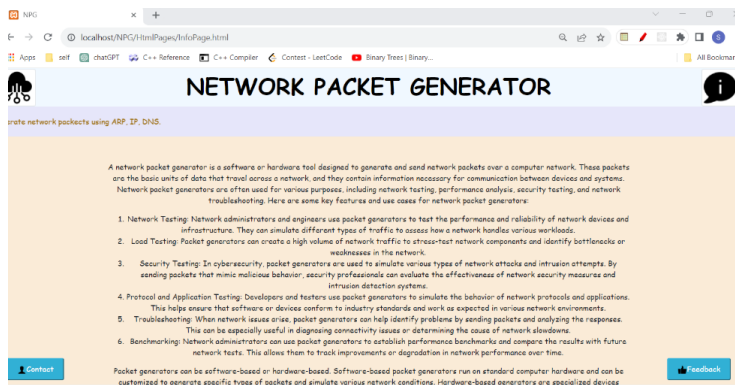 NPG
localhost/NPG/HtmlPages/InfoPage.html
S
Apps self chatGPT C++ Reference C++ Compiler Contest - LeetCode Binary Trees | Binary... All Bookmar
NETWORK PACKET GENERATOR
erate network packects using ARP, IP, DNS.
A network packet generator is a software or hardware tool designed to generate and send network packets over a computer network. These packets
are the basic units of data that travel across a network, and they contain information necessary for communication between devices and systems.
Network packet generators are often used for various purposes, including network testing, performance analysis, security testing, and network
troubleshooting. Here are some key features and use cases for network packet generators:
1. Network Testing: Network administrators and engineers use packet generators to test the performance and reliability of network devices and
infrastructure. They can simulate different types of traffic to assess how a network handles various workloads.
2. Load Testing: Packet generators can create a high volume of network traffic to stress-test network components and identify bottlenecks or
weaknesses in the network.
3. Security Testing: In cybersecurity, packet generators are used to simulate various types of network attacks and intrusion attempts. By
sending packets that mimic malicious behavior, security professionals can evaluate the effectiveness of network security measures and
intrusion detection systems.
4. Protocol and Application Testing: Developers and testers use packet generators to simulate the behavior of network protocols and applications.
This helps ensure that software or devices conform to industry standards and work as expected in various network environments.
5. Troubleshooting: When network issues arise, packet generators can help identify problems by sending packets and analyzing the responses.
This can be especially useful in diagnosing connectivity issues or determining the cause of network slowdowns.
6. Benchmarking: Network administrators can use packet generators to establish performance benchmarks and compare the results with future
network tests. This allows them to track improvements or degradation in network performance over time.
Contact
Feedback
Packet generators can be software-based or hardware-based. Software-based packet generators run on standard computer hardware and can be
customized to generate specific types of packets and simulate various network conditions. Hardware-based generators are specialized devices